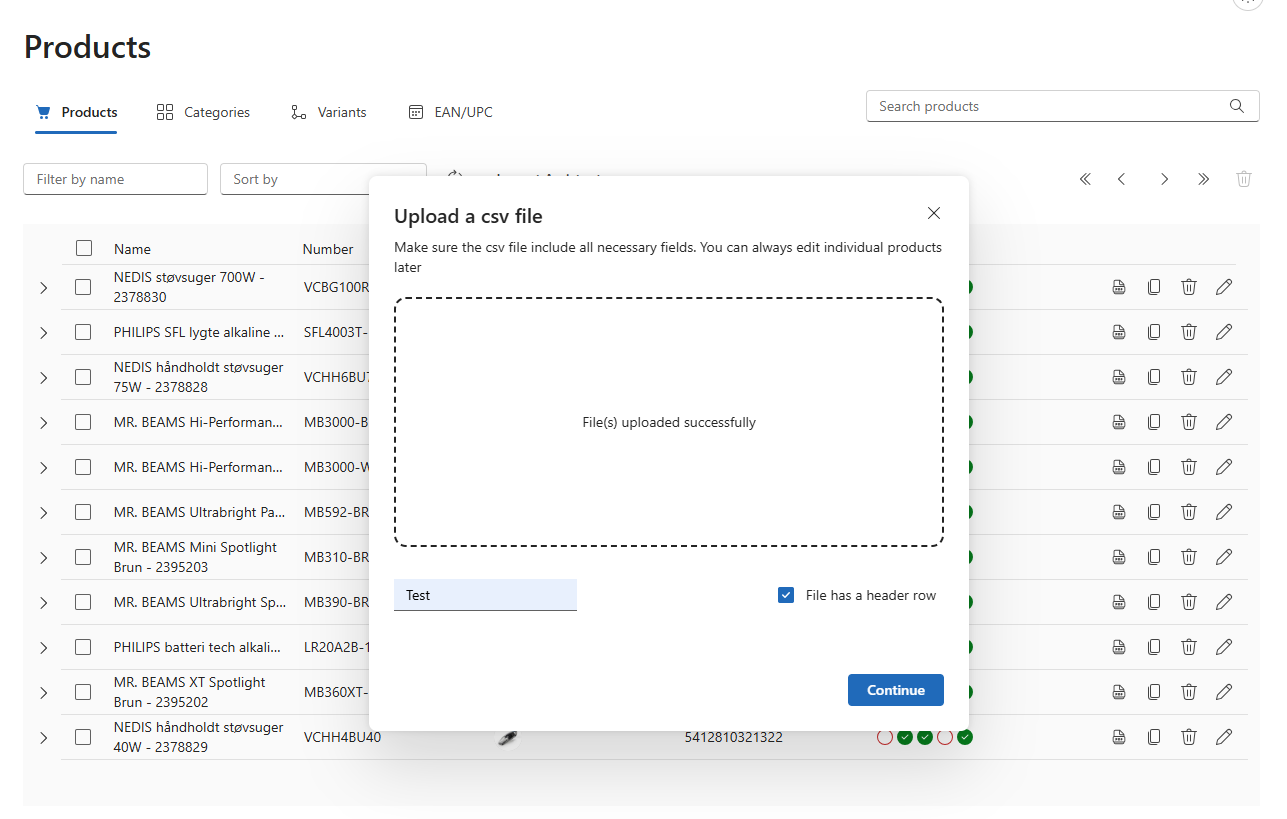 Products
Products
Categories
Variants
EAN/UPC
Search products
Filter by name
Sort by
Upload a csv file
Make sure the csv file include all necessary fields. You can always edit individual products
later
File(s) uploaded successfully
Test
File has a header row
Continue
Name
Number
NEDIS støvsuger 700W -
2378830
VCBG100R
PHILIPS SFL lygte alkaline ...
SFL4003T-
NEDIS håndholdt støvsuger
75W - 2378828
VCHH6BU7
MR. BEAMS Hi-Performan...
MB3000-B
MR. BEAMS Hi-Performan...
MB3000-W
MR. BEAMS Ultrabright Pa...
MB592-BR
MR. BEAMS Mini Spotlight
Brun - 2395203
MB310-BR
MR. BEAMS Ultrabright Sp...
MB390-BR
PHILIPS batteri tech alkali...
LR20A2B-1
MR. BEAMS XT Spotlight
Brun - 2395202
MB360XT-
NEDIS håndholdt støvsuger
40W - 2378829
VCHH4BU40
5412810321322